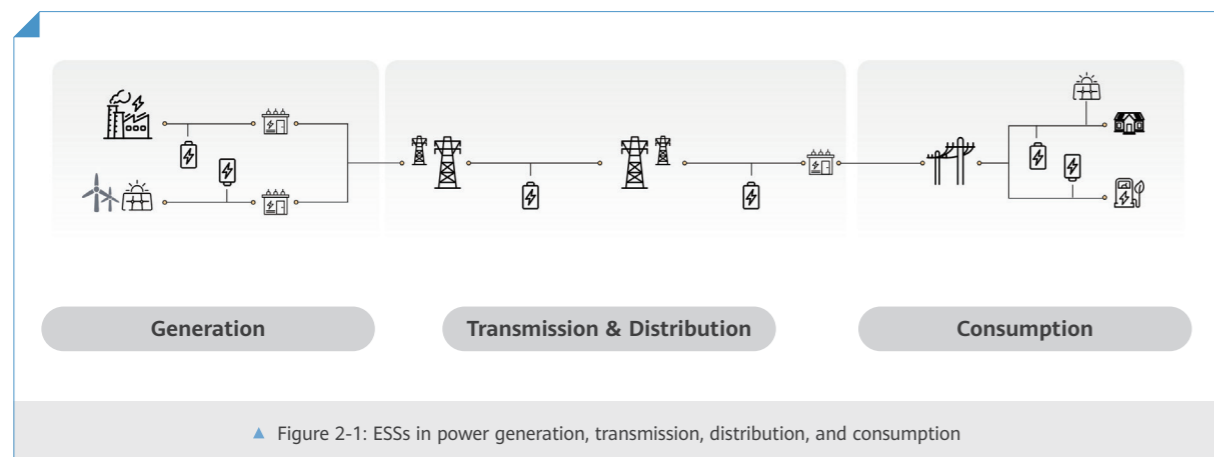 Generation
Transmission & Distribution
Consumption
▲ Figure 2-1: ESSs in power generation, transmission, distribution, and consumption